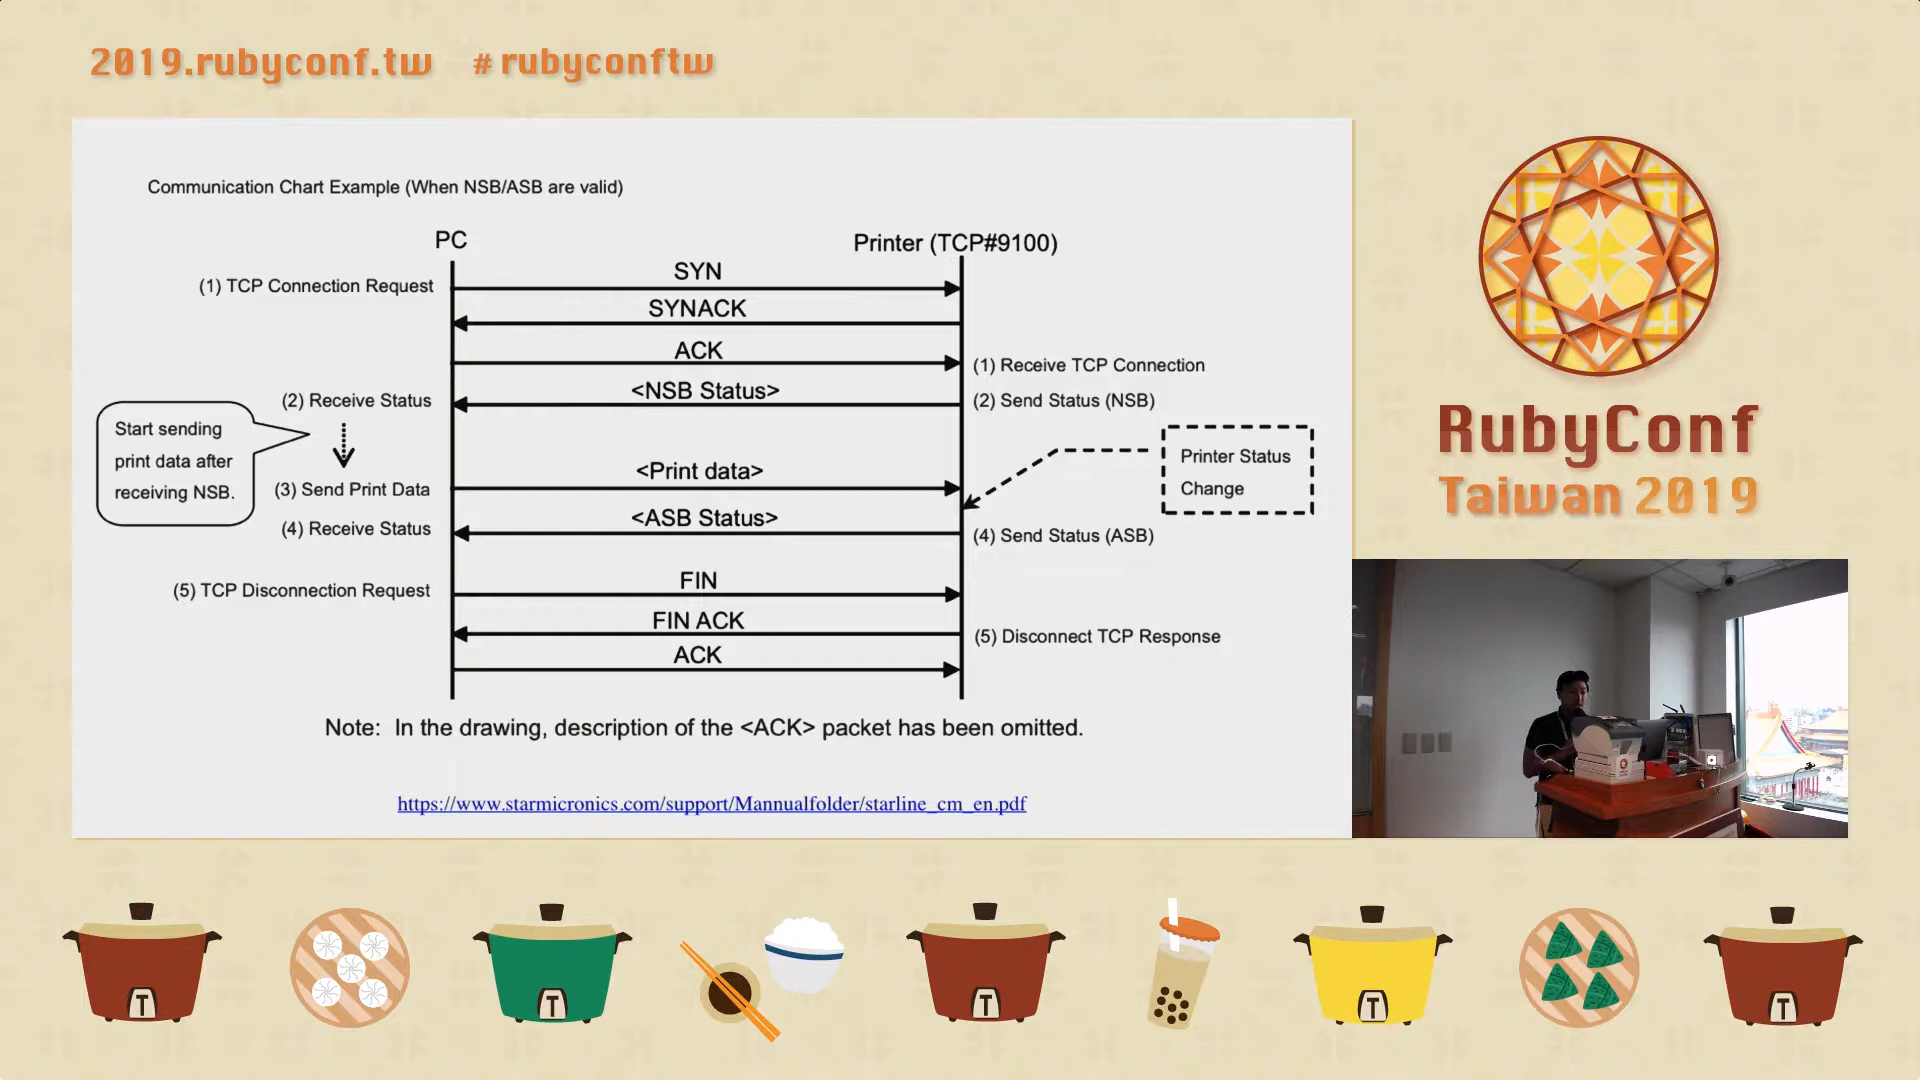 2019.rubyconf.tw #rubyconftw
Communication Chart Example (When NSB/ASB are valid)
PC
Printer (TCP#9100)
SYN
(1) TCP Connection Request
SYNACK
ACK
(1) Receive TCP Connection
<NSB Status>
(2) Receive Status
(2) Send Status (NSB)
Start sending
print data after
receiving NSB.
Printer Status
Change
<Print data>
(3) Send Print Data
<ASB Status>
(4) Receive Status
(4) Send Status (ASB)
FIN
(5) TCP Disconnection Request
FIN ACK
(5) Disconnect TCP Response
ACK
Note: In the drawing, description of the <ACK> packet has been omitted.
https://www.starmicronics.com/support/Mannualfolder/starline_cm_en.pdf
RubyConf
Taiwan 2019
T
T
T
T
T